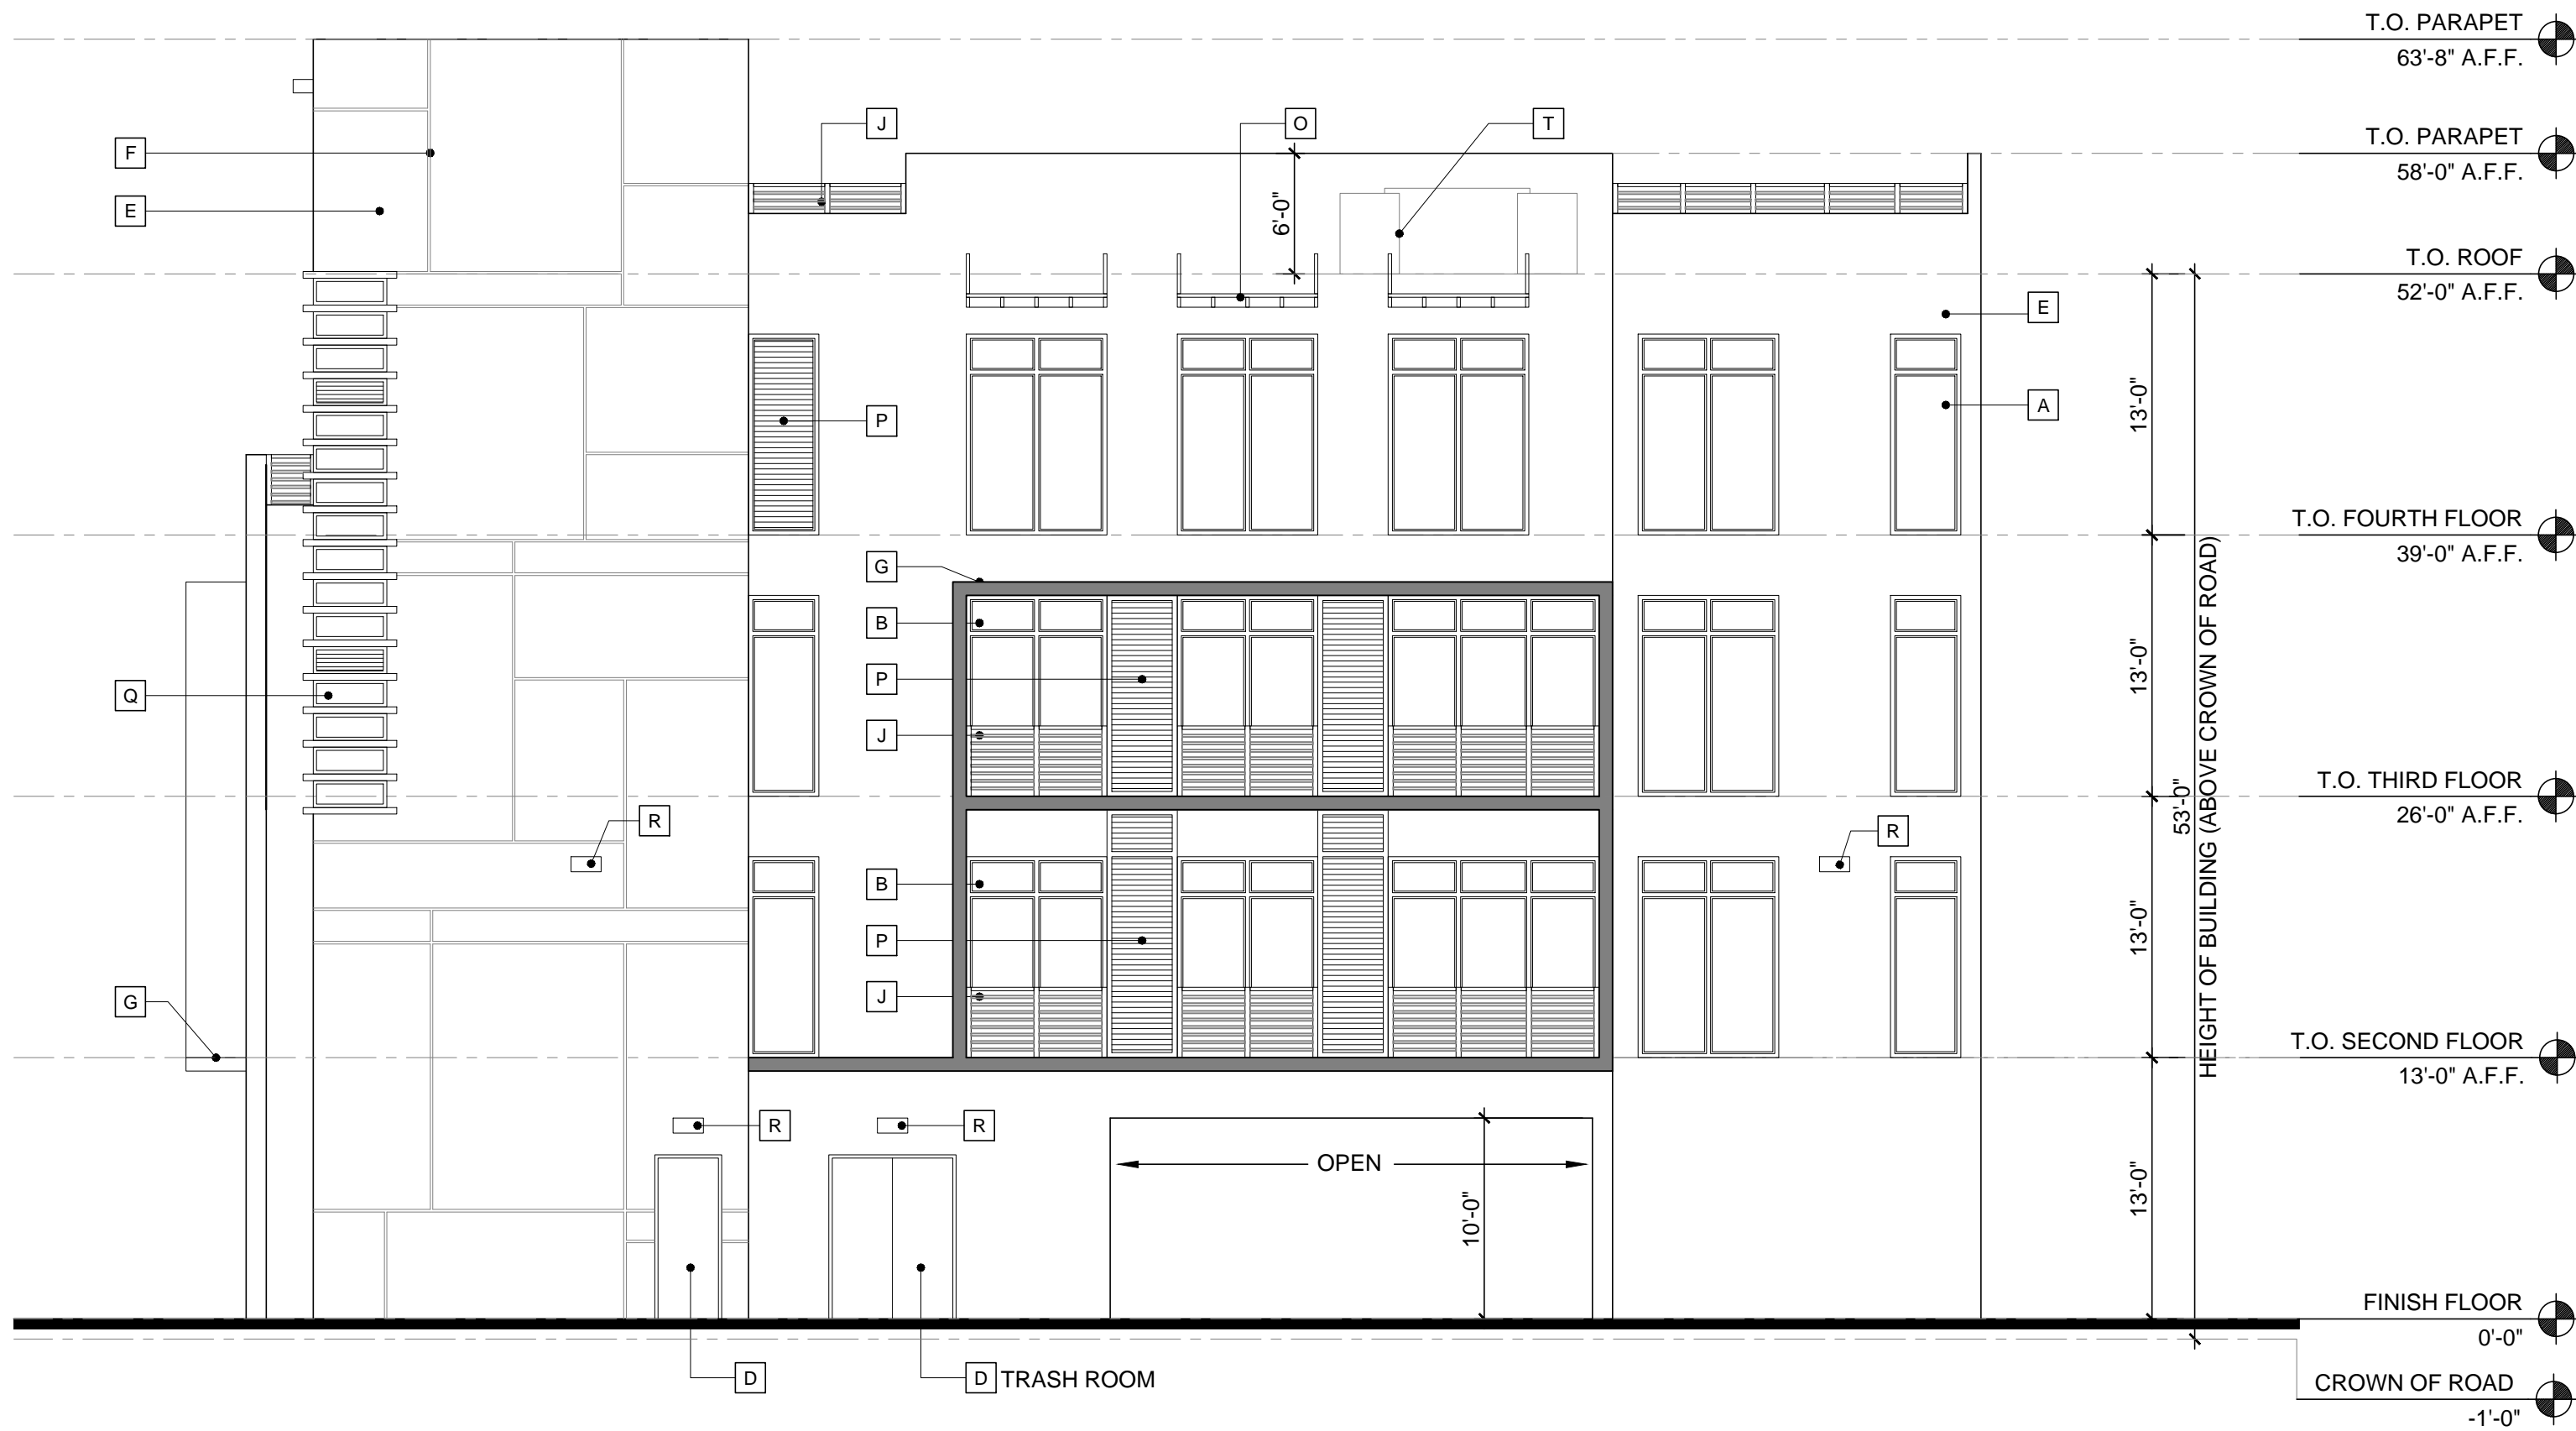 T.O. PARAPET
63'-8" A.F.F.
J
O
T
F
T.O. PARAPET
58'-0" A.F.F.
E
6'-0"
T.O. ROOF
52'-0" A.F.F.
E
A
P
13'-0"
T.O. FOURTH FLOOR
39'-0" A.F.F.
G
B
P
13'-0"
Q
J
T.O. THIRD FLOOR
26'-0" A.F.F.
53'-0"
HEIGHT OF BUILDING (ABOVE CROWN OF ROAD)
R
R
B
P
13'-0"
J
G
T.O. SECOND FLOOR
13'-0" A.F.F.
R
R
OPEN
10'-0"
13'-0"
FINISH FLOOR
0'-0"
D
D TRASH ROOM
CROWN OF ROAD
-1'-0"